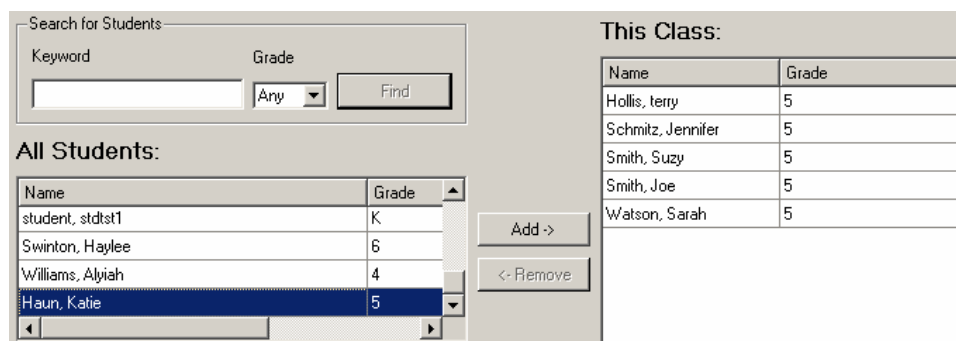 Search for Students
Keyword Grade
Any Find
All Students:
Name Grade
student, stdtst1 K
Swinton, Haylee 6
Williams, Alyiah 4
Haun, Katie 5
Add ->
<- Remove
This Class:
Name Grade
Hollis, terry 5
Schmitz, Jennifer 5
Smith, Suzy 5
Smith, Joe 5
Watson, Sarah 5